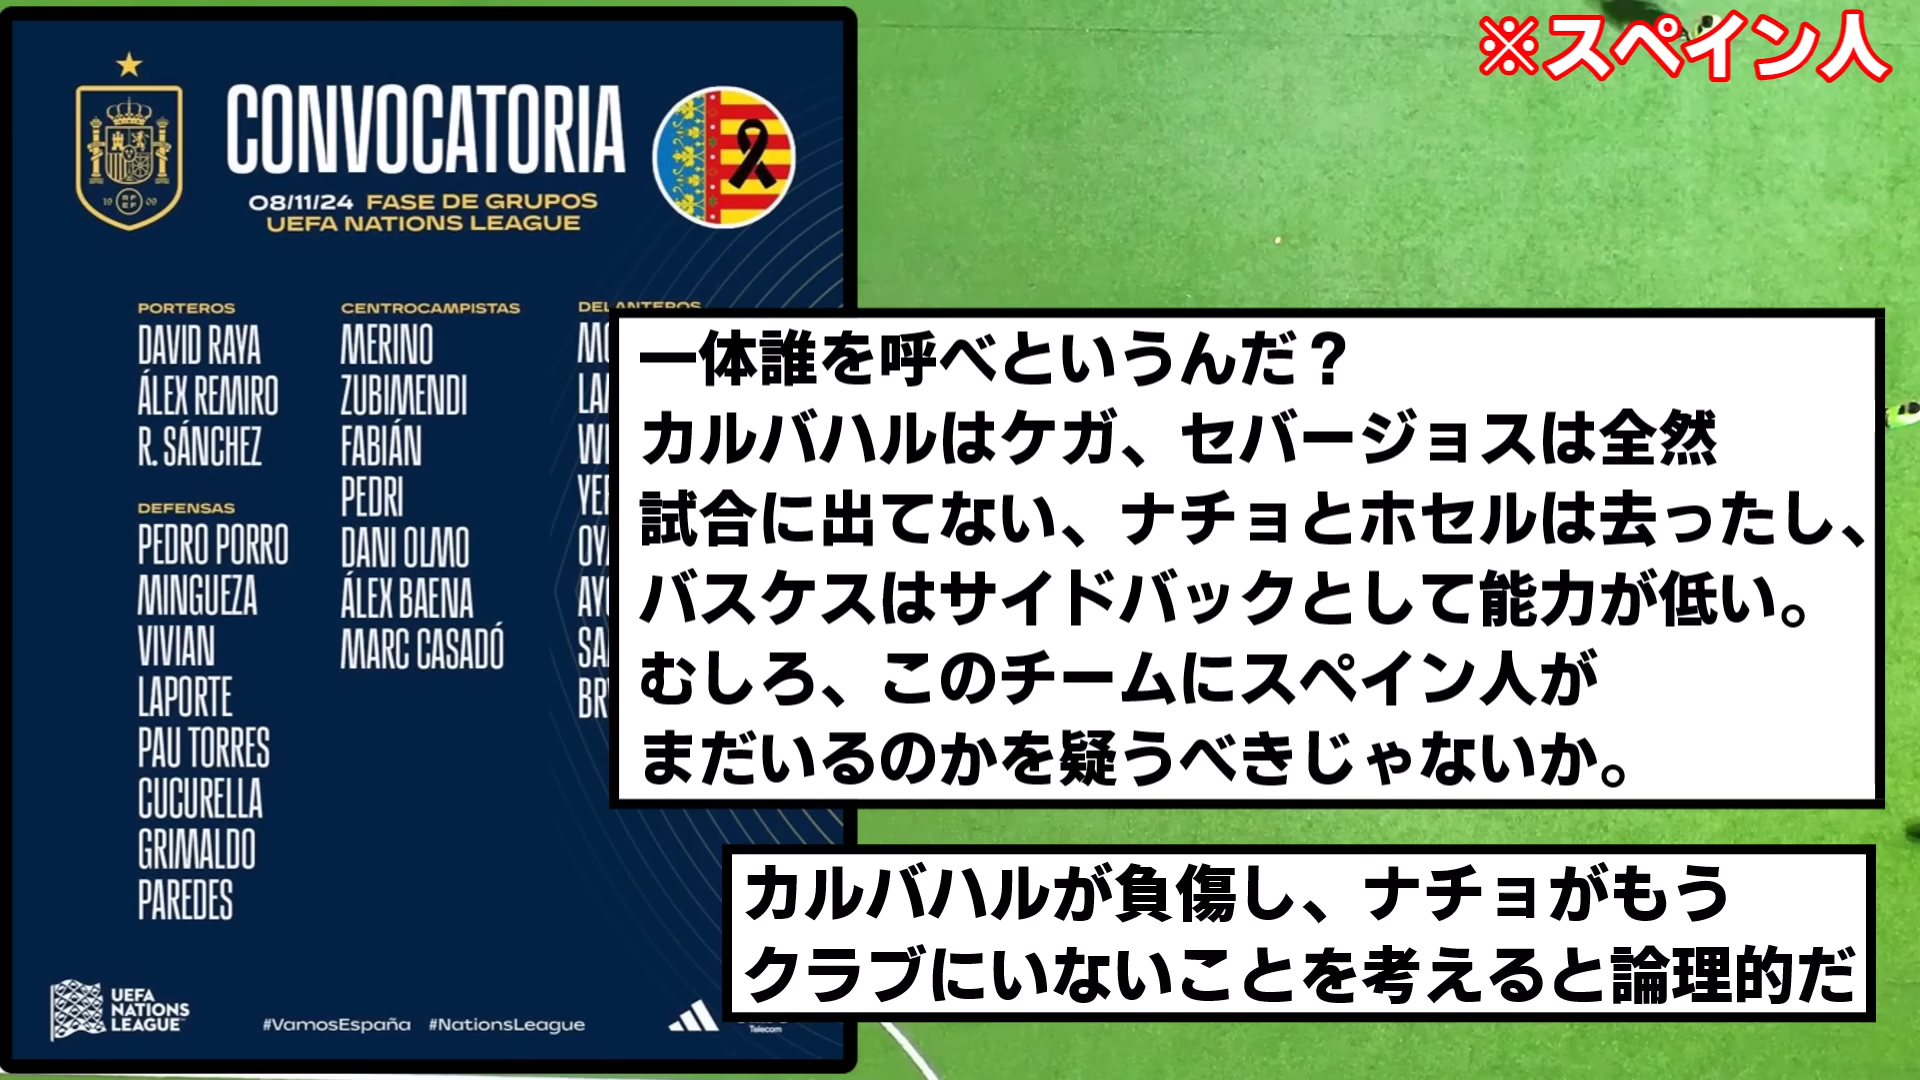 ※スペイン人
CONVOCATORIA
08/11/24 FASE DE GRUPOS
UEFA NATIONS LEAGUE
19 RFEF 09
PORTEROS
DAVID RAYA
ÁLEX REMIRO
R. SÁNCHEZ
DEFENSAS
PEDRO PORRO
MINGUEZA
VIVIAN
LAPORTE
PAU TORRES
CUCURELLA
GRIMALDO
PAREDES
CENTROCAMPISTAS
MERINO
ZUBIMENDI
FABIÁN
PEDRI
DANI OLMO
ÁLEX BAENA
MARC CASADÓ
DELANTEROS
一体誰を呼べというんだ？
カルバハルはケガ、セバージョスは全然
試合に出てない、ナチョとホセルは去ったし、
バスケスはサイドバックとして能力が低い。
むしろ、このチームにスペイン人が
まだいるのかを疑うべきじゃないか。
カルバハルが負傷し、ナチョがもう
クラブにいないことを考えると論理的だ
UEFA
NATIONS
LEAGUE
#VamosEspaña #NationsLeague
Telecom